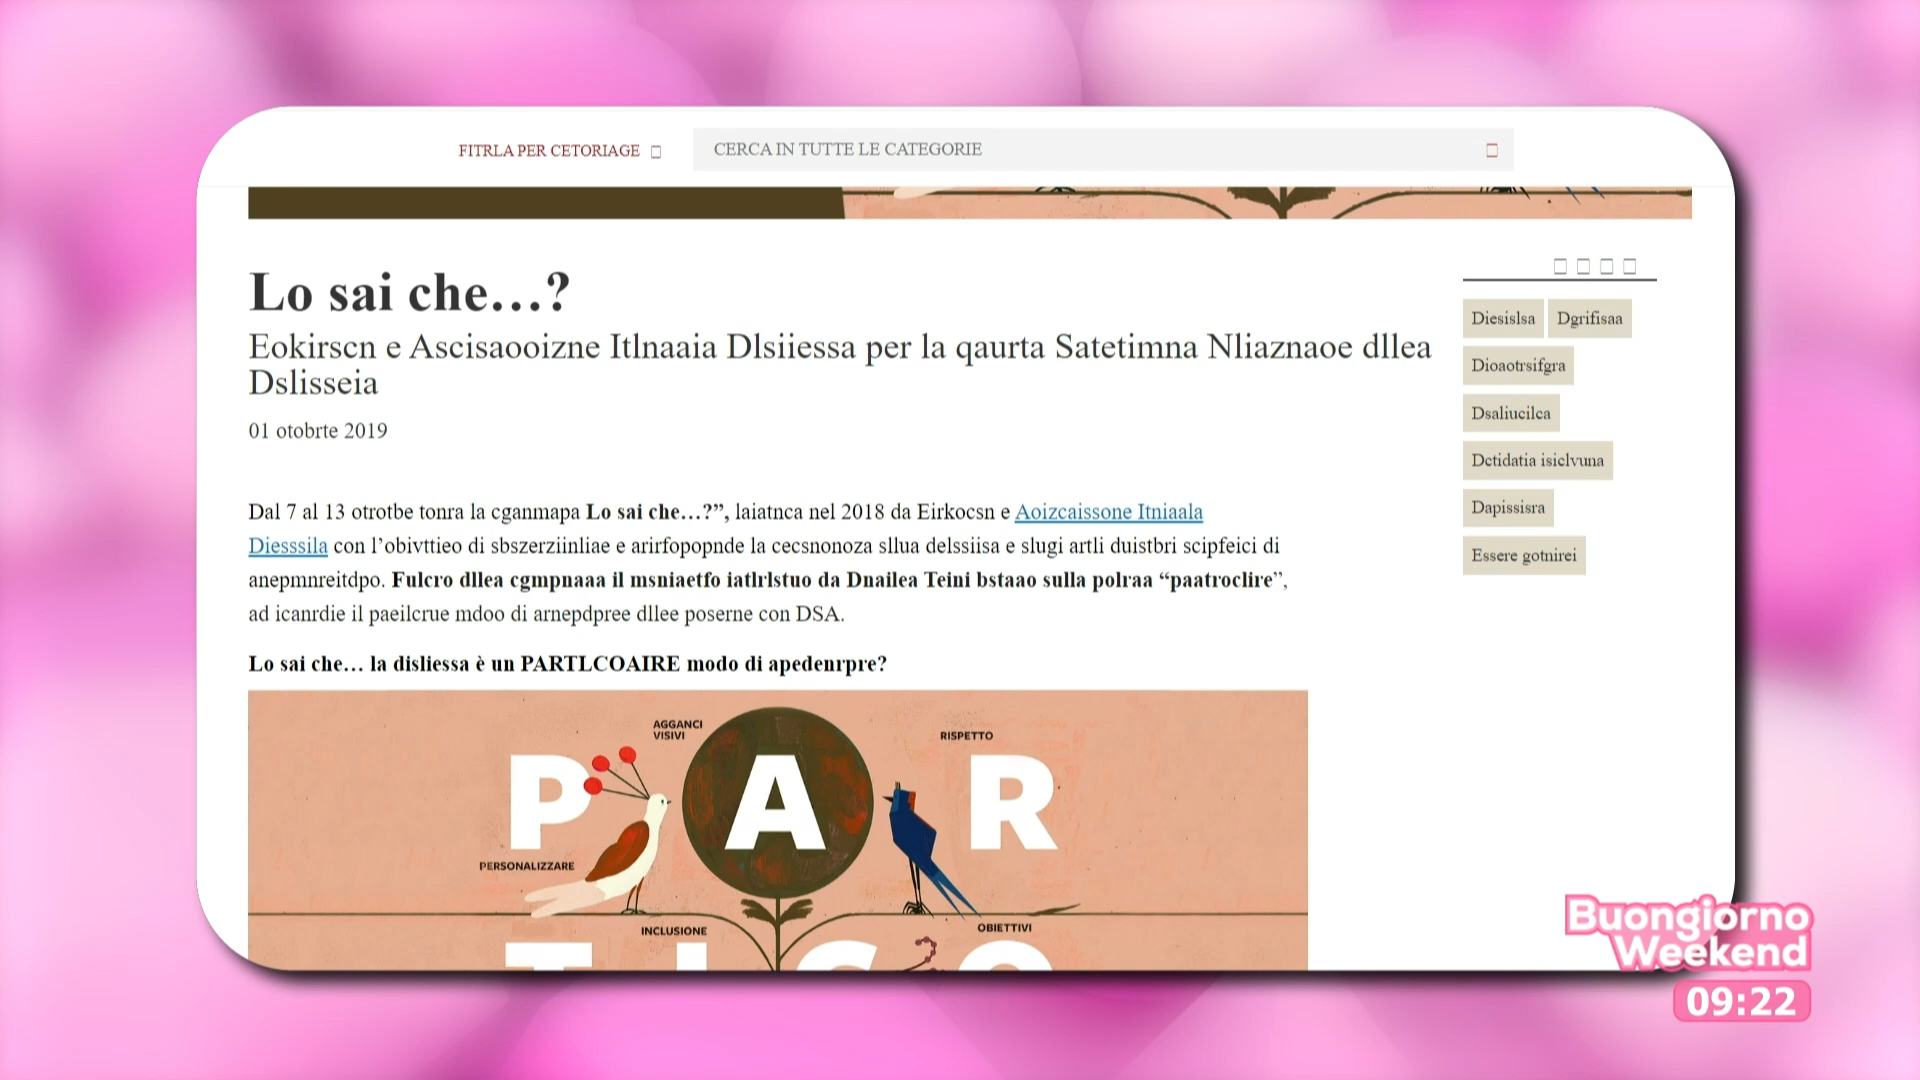 FITRLA PER CETORIAGE
CERCA IN TUTTE LE CATEGORIE
Lo sai che…?
Eokirscn e Ascisaooizne Itlnaaia Dlsiiessa per la qaurta Satetimna Nliaznaoe dllea
Dslisseia
01 otobrte 2019
Dal 7 al 13 otrotbe tonra la cganmapa Lo sai che…?”, laiatnca nel 2018 da Eirkocsn e Aoizcaissone Itniaala
Diesssila con l’obivttieo di sbszerziinliae e arirfopopnde la cecsnonoza sllua delssiisa e slugi artli duistbri scipfeici di
anepmnreitdpo. Fulcro dllea cgmpnaaa il msniaetfo iatlrlstuo da Dnailea Teini bstaao sulla polraa “paatroclire”,
ad icanrdie il paeilcrue mdoo di arnepdpree dllee poserne con DSA.
Lo sai che… la disliessa è un PARTLCOAIRE modo di apedenrpre?
Diesislsa
Dgrifisaa
Dioaotrsifgra
Dsaliucilca
Dctidatia isiclvuna
Dapissisra
Essere gotnirei
AGGANCI
VISIVI
RISPETTO
P A R
PERSONALIZZARE
INCLUSIONE
OBIETTIVI
T I C O
Buongiorno
Weekend
09:22